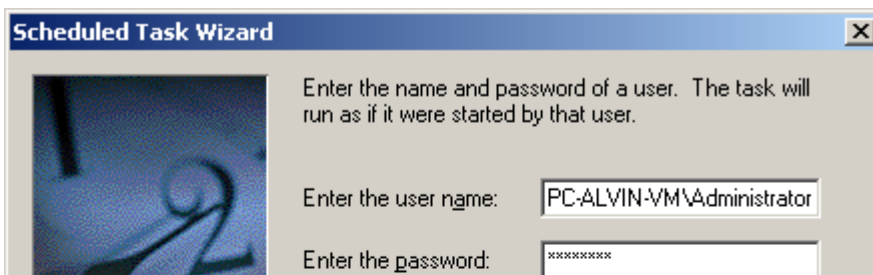 Scheduled Task Wizard
Enter the name and password of a user. The task will
run as if it were started by that user.
Enter the user name: PC-ALVIN-VM\Administrator
Enter the password: ********